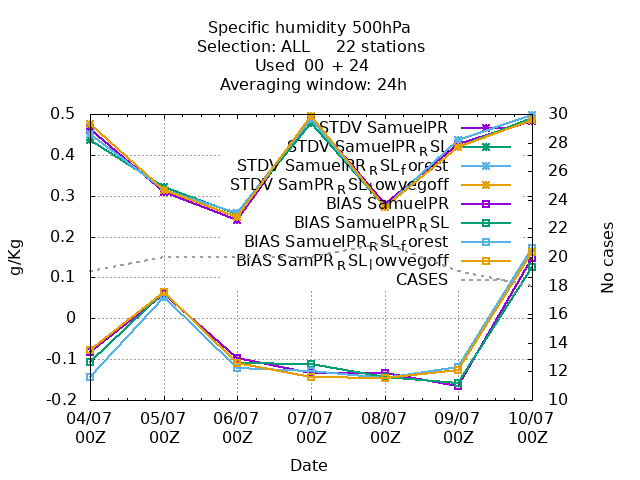 Specific humidity 500hPa
Selection: ALL     22 stations
Used  00 + 24
Averaging window: 24h
0.5
0.4
0.3
0.2
0.1
0
-0.1
-0.2
g/Kg
30
28
26
24
22
20
18
16
14
12
10
No cases
STDV SamuelPR
STDV SamuelPR_RSL
STDV SamuelPR_RSL_forest
STDV SamPR_RSL_lowvegoff
BIAS SamuelPR
BIAS SamuelPR_RSL
BIAS SamuelPR_RSL_forest
BIAS SamPR_RSL_lowvegoff
CASES
04/07 05/07 06/07 07/07 08/07 09/07 10/07
00Z 00Z 00Z 00Z 00Z 00Z 00Z
Date